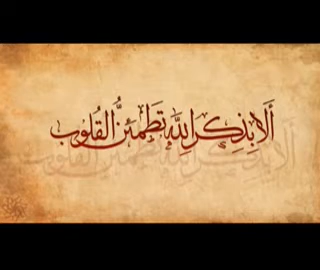 أَلَا بِذِكْرِ اللَّهِ تَطْمَئِنُّ الْقُلُوبُ